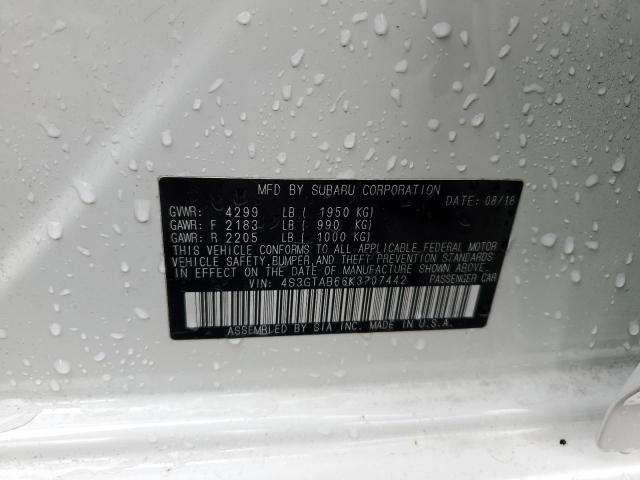 MFD BY SUBARU CORPORATION
DATE: 08/18
GVWR: 4299 LB ( 1950 KG)
GAWR: F 2183 LB ( 990 KG)
GAWR: R 2205 LB ( 1000 KG)
THIS VEHICLE CONFORMS TO ALL APPLICABLE FEDERAL MOTOR
VEHICLE SAFETY, BUMPER, AND THEFT PREVENTION STANDARDS
IN EFFECT ON THE DATE OF MANUFACTURE SHOWN ABOVE.
VIN: 4S3GTAB66K3707442 PASSENGER CAR
ASSEMBLED BY SIA INC. MADE IN U.S.A.